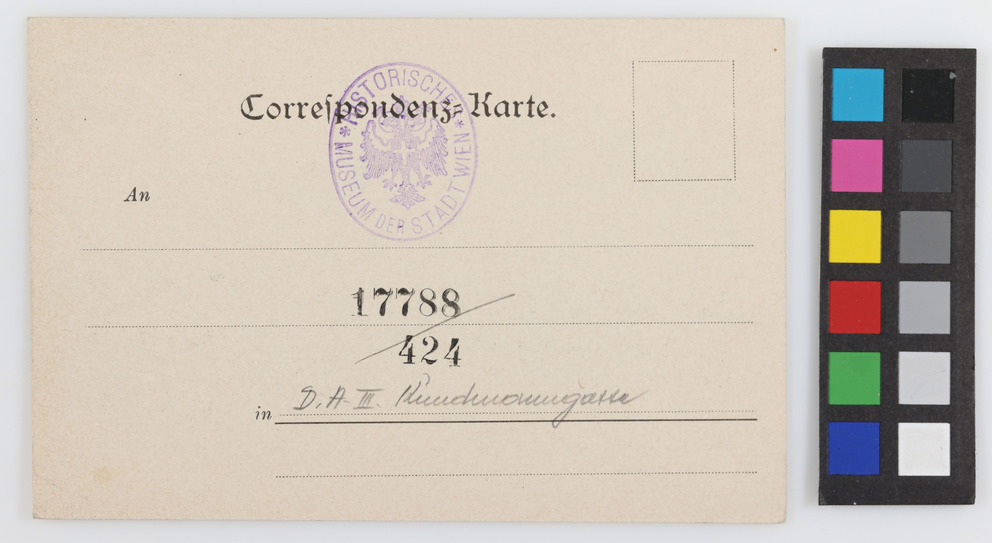 Correſpondenz-Karte.
* HISTORISCHES * MUSEUM DER STADT WIEN
An
17788
424
in D. A. III. Kundmanngasse